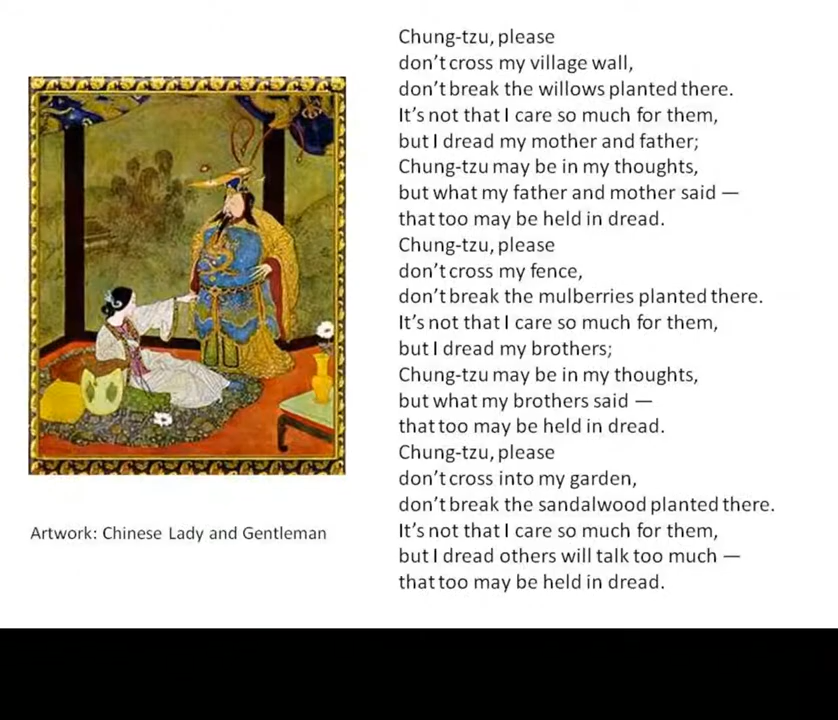 Chung-tzu, please
don't cross my village wall,
don't break the willows planted there.
It's not that I care so much for them,
but I dread my mother and father;
Chung-tzu may be in my thoughts,
but what my father and mother said —
that too may be held in dread.
Chung-tzu, please
don't cross my fence,
don't break the mulberries planted there.
It's not that I care so much for them,
but I dread my brothers;
Chung-tzu may be in my thoughts,
but what my brothers said —
that too may be held in dread.
Chung-tzu, please
don't cross into my garden,
don't break the sandalwood planted there.
It's not that I care so much for them,
but I dread others will talk too much —
that too may be held in dread.
Artwork: Chinese Lady and Gentleman